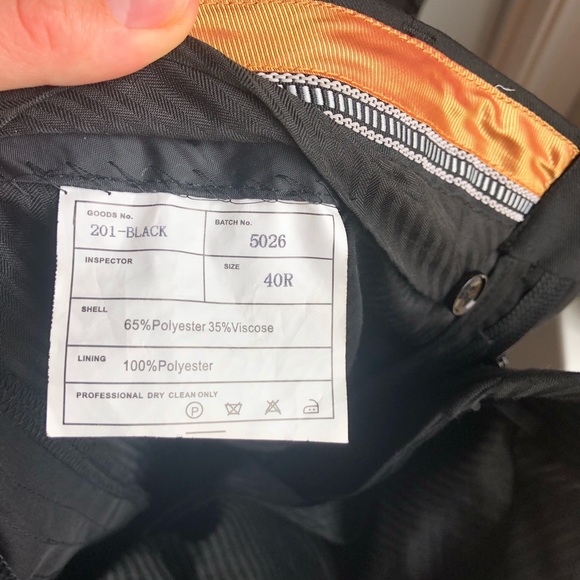 GOODS No.
201-BLACK
BATCH No.
5026
INSPECTOR
SIZE
40R
SHELL
65%Polyester 35%Viscose
LINING
100%Polyester
PROFESSIONAL DRY CLEAN ONLY
P